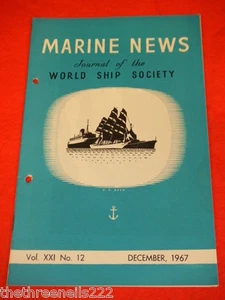 MARINE NEWS
Journal of the
WORLD SHIP SOCIETY
Vol. XXI No. 12
DECEMBER, 1967
thethreenells222